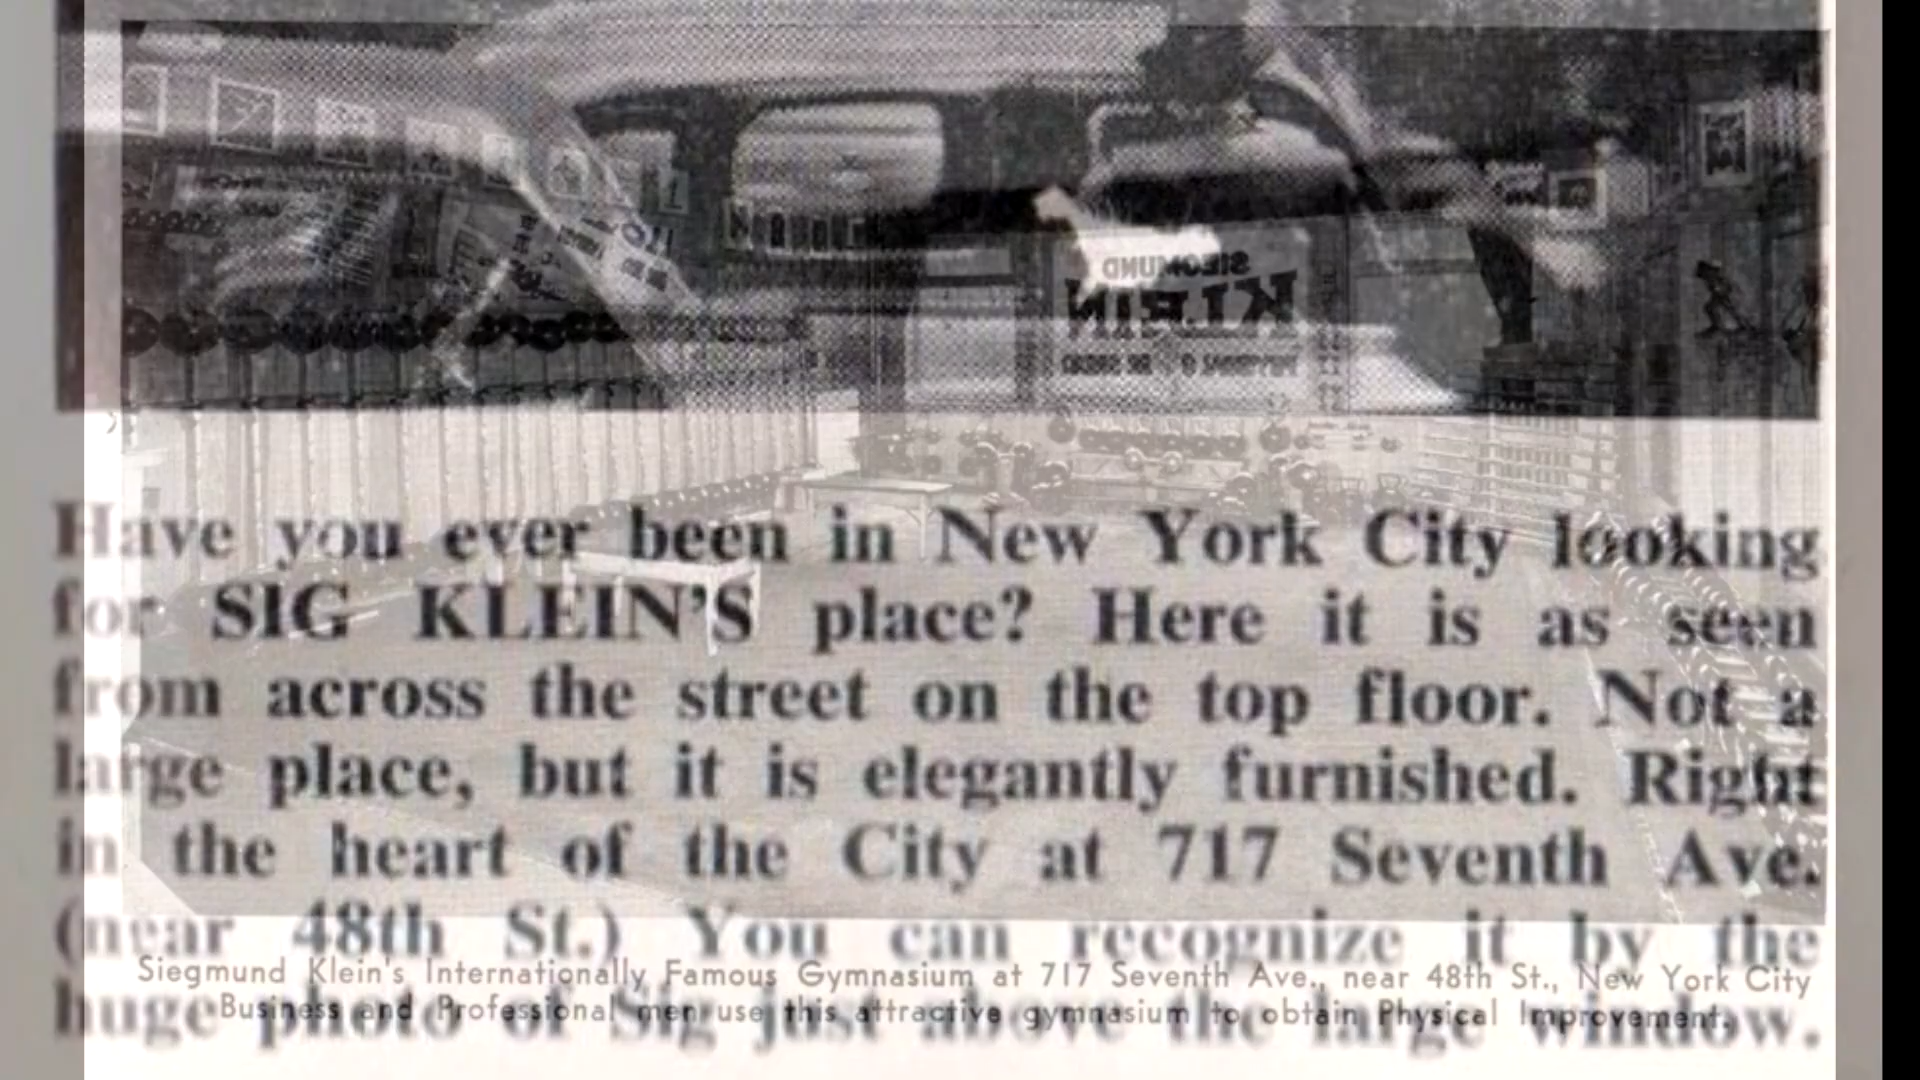 SIEGMUND
KLEIN
Have you ever been in New York City looking
for SIG KLEIN'S place? Here it is as seen
from across the street on the top floor. Not a
large place, but it is elegantly furnished. Right
in the heart of the City at 717 Seventh Ave.
(near 48th St.) You can recognize it by the
huge photo of Sig just above the large window.
Siegmund Klein's Internationally Famous Gymnasium at 717 Seventh Ave., near 48th St., New York City
Business and Professional men use this attractive gymnasium to obtain Physical Improvement.